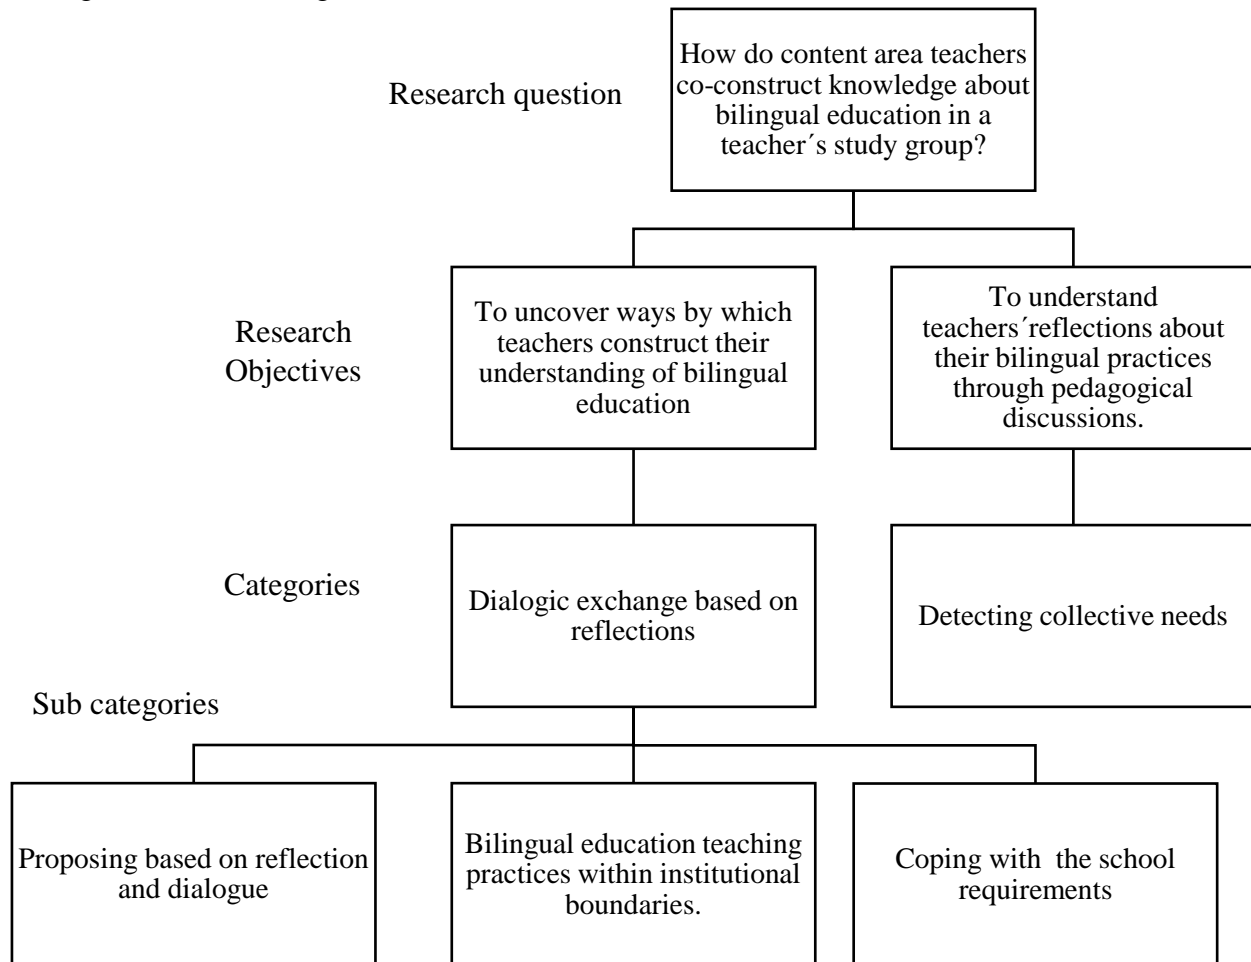 How do content area teachers
co-construct knowledge about
bilingual education in a
teacher´s study group?
Research question
To uncover ways by which
teachers construct their
understanding of bilingual
education
To understand
teachers´reflections about
their bilingual practices
through pedagogical
discussions.
Research
Objectives
Categories
Dialogic exchange based on
reflections
Detecting collective needs
Sub categories
Proposing based on reflection
and dialogue
Bilingual education teaching
practices within institutional
boundaries.
Coping with the school
requirements